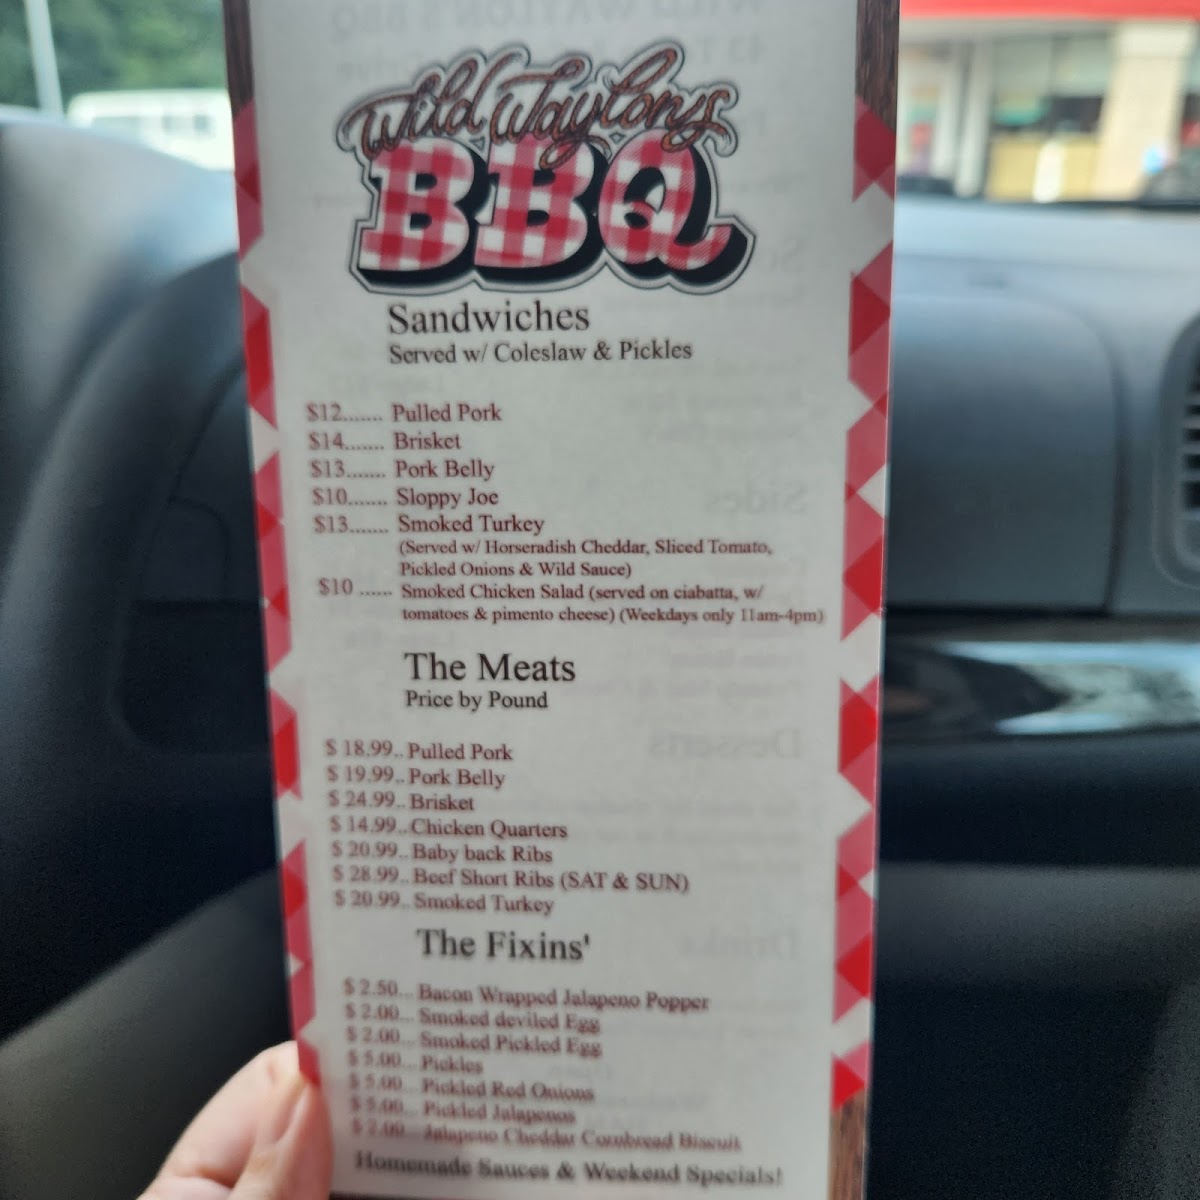 Wild Waylons
BBQ
Sandwiches
Served w/ Coleslaw & Pickles
$12....... Pulled Pork
$14....... Brisket
$13....... Pork Belly
$10....... Sloppy Joe
$13....... Smoked Turkey
(Served w/ Horseradish Cheddar, Sliced Tomato,
Pickled Onions & Wild Sauce)
$10 ...... Smoked Chicken Salad (served on ciabatta, w/
tomatoes & pimento cheese) (Weekdays only 11am-4pm)
The Meats
Price by Pound
$ 18.99.. Pulled Pork
$ 19.99.. Pork Belly
$ 24.99.. Brisket
$ 14.99.. Chicken Quarters
$ 20.99.. Baby back Ribs
$ 28.99.. Beef Short Ribs (SAT & SUN)
$ 20.99.. Smoked Turkey
The Fixins'
$ 2.50... Bacon Wrapped Jalapeno Popper
$ 2.00... Smoked deviled Egg
$ 2.00... Smoked Pickled Egg
$ 5.00... Pickles
$ 5.00... Pickled Red Onions
$ 5.00... Pickled Jalapenos
$ 2.00... Jalapeno Cheddar Cornbread Biscuit
Homemade Sauces & Weekend Specials!